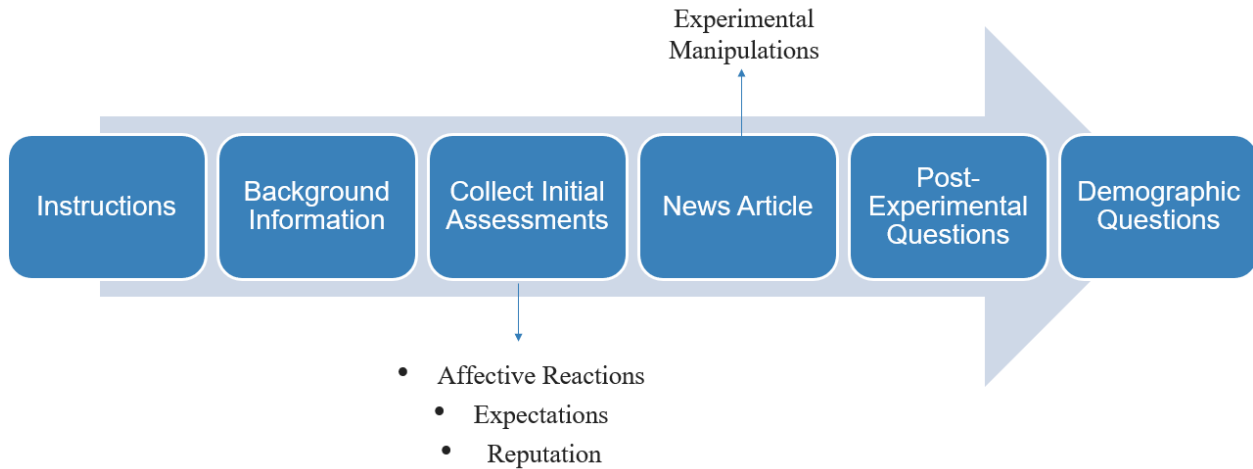 Experimental
Manipulations
Instructions
Background
Information
Collect Initial
Assessments
News Article
Post-
Experimental
Questions
Demographic
Questions
• Affective Reactions
• Expectations
• Reputation